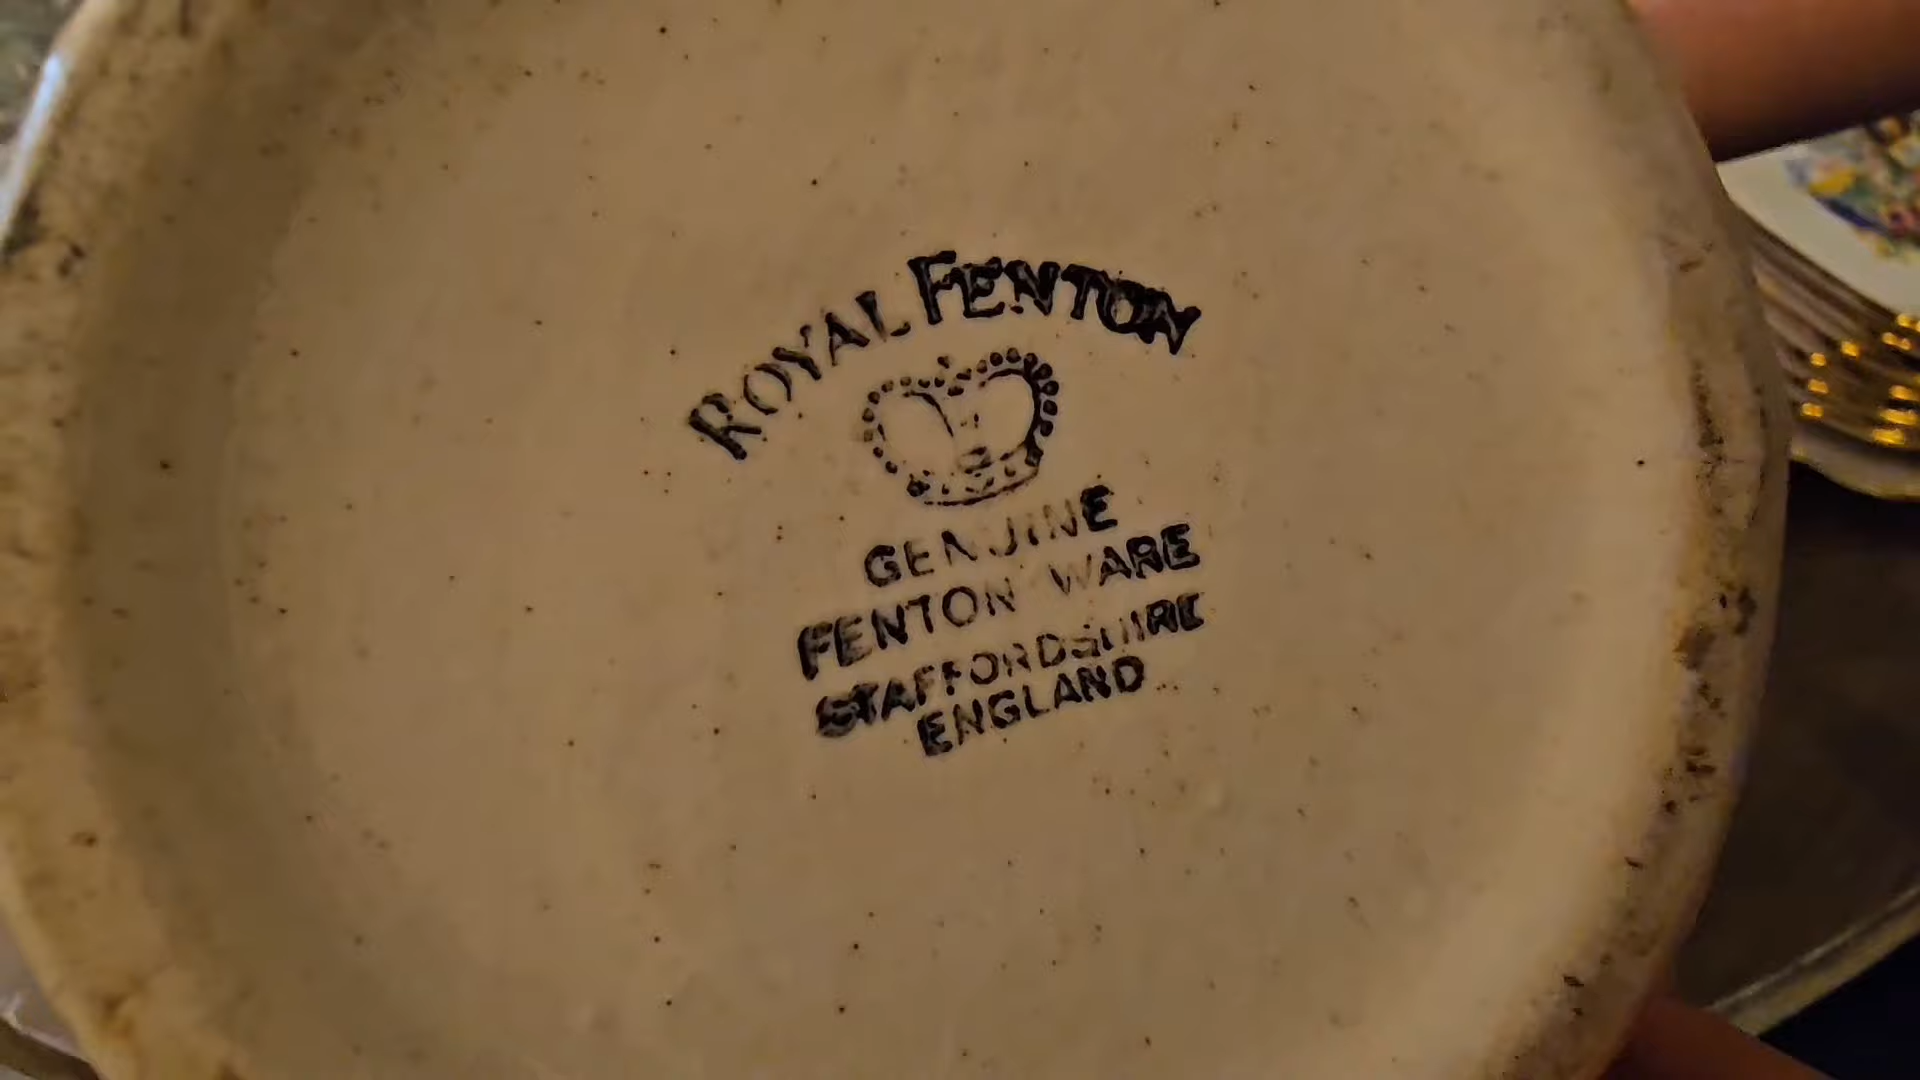 ROYAL FENTON
GENUINE
FENTON WARE
STAFFORDSHIRE
ENGLAND